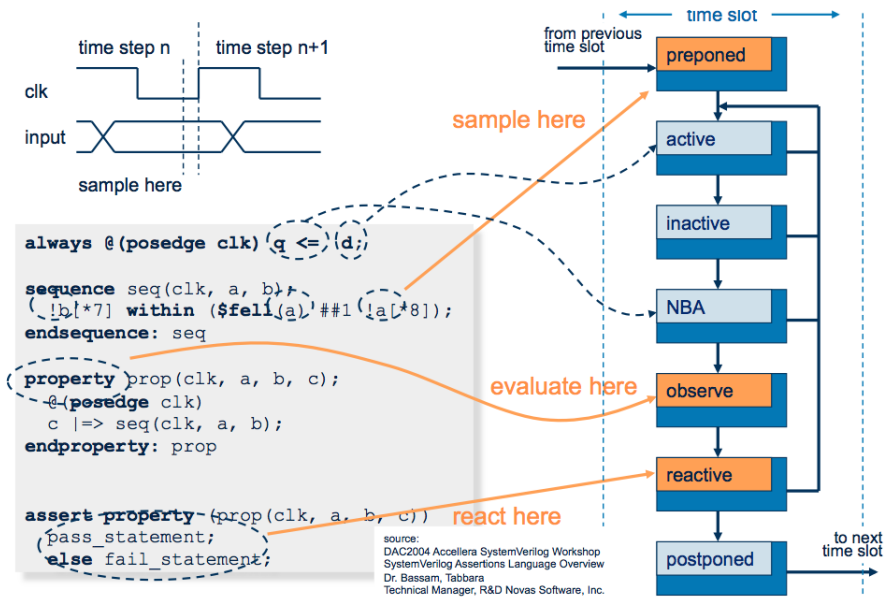 time step n
time step n+1
clk
input
sample here
always @(posedge clk) q <= d;
sequence seq(clk, a, b);
!b[*7] within ($fell(a) ##1 !a[*8]);
endsequence: seq
property prop(clk, a, b, c);
@(posedge clk)
c |=> seq(clk, a, b);
endproperty: prop
assert property (prop(clk, a, b, c))
pass_statement;
else fail_statement;
sample here
evaluate here
react here
source:
DAC2004 Accellera SystemVerilog Workshop
SystemVerilog Assertions Language Overview
Dr. Bassam, Tabbara
Technical Manager, R&D Novas Software, Inc.
time slot
from previous
time slot
preponed
active
inactive
NBA
observe
reactive
postponed
to next
time slot